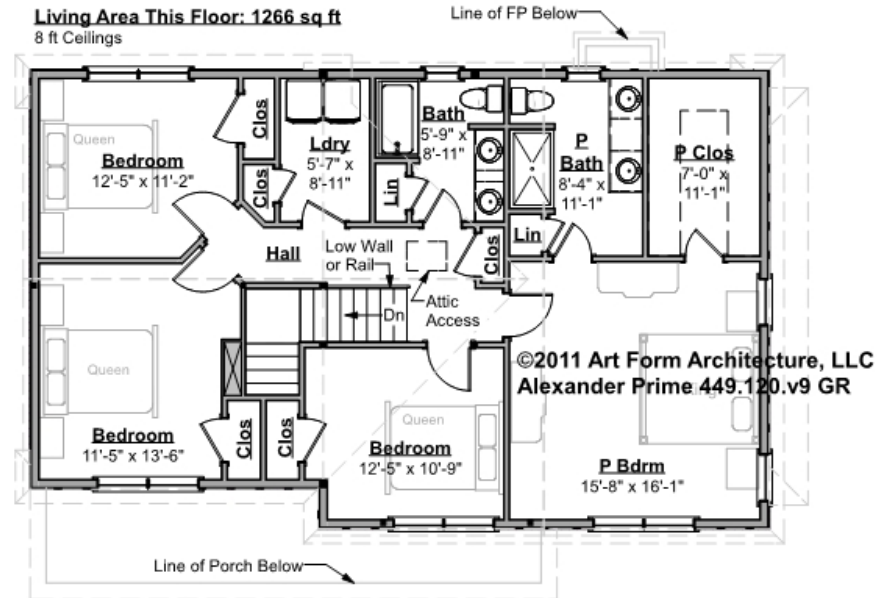 Living Area This Floor: 1266 sq ft
8 ft Ceilings
Line of FP Below
Queen
Bedroom
12'-5" x 11'-2"
Clos
Clos
Ldry
5'-7" x
8'-11"
Bath
5'-9" x
8'-11"
Lin
P
Bath
8'-4" x
11'-1"
P Clos
7'-0" x
11'-1"
Lin
Hall
Low Wall
or Rail
Clos
Attic
Access
Dn
Queen
Bedroom
11'-5" x 13'-6"
Clos
Clos
Queen
Bedroom
12'-5" x 10'-9"
©2011 Art Form Architecture, LLC
Alexander Prime 449.120.v9 GR
P Bdrm
15'-8" x 16'-1"
Line of Porch Below